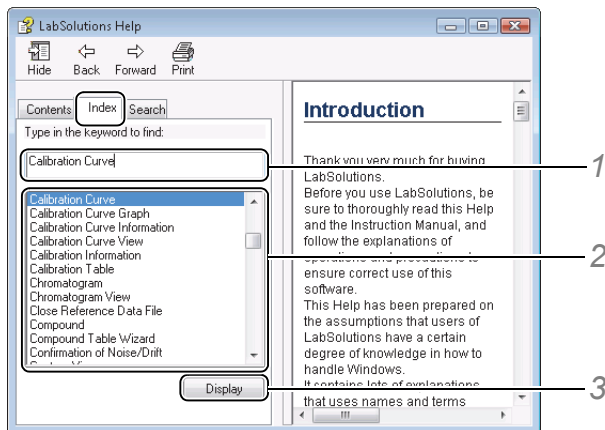 LabSolutions Help
Hide Back Forward Print
Contents Index Search
Type in the keyword to find:
Calibration Curve
Calibration Curve
Calibration Curve Graph
Calibration Curve Information
Calibration Curve View
Calibration Information
Calibration Table
Chromatogram
Chromatogram View
Close Reference Data File
Compound
Compound Table Wizard
Confirmation of Noise/Drift
Display
Introduction
Thank you very much for buying
LabSolutions.
Before you use LabSolutions, be
sure to thoroughly read this Help
and the Instruction Manual, and
follow the explanations of
ensure correct use of this
software.
This Help has been prepared on
the assumptions that users of
LabSolutions have a certain
degree of knowledge in how to
handle Windows.
It contains lots of explanations
that uses names and terms
1
2
3